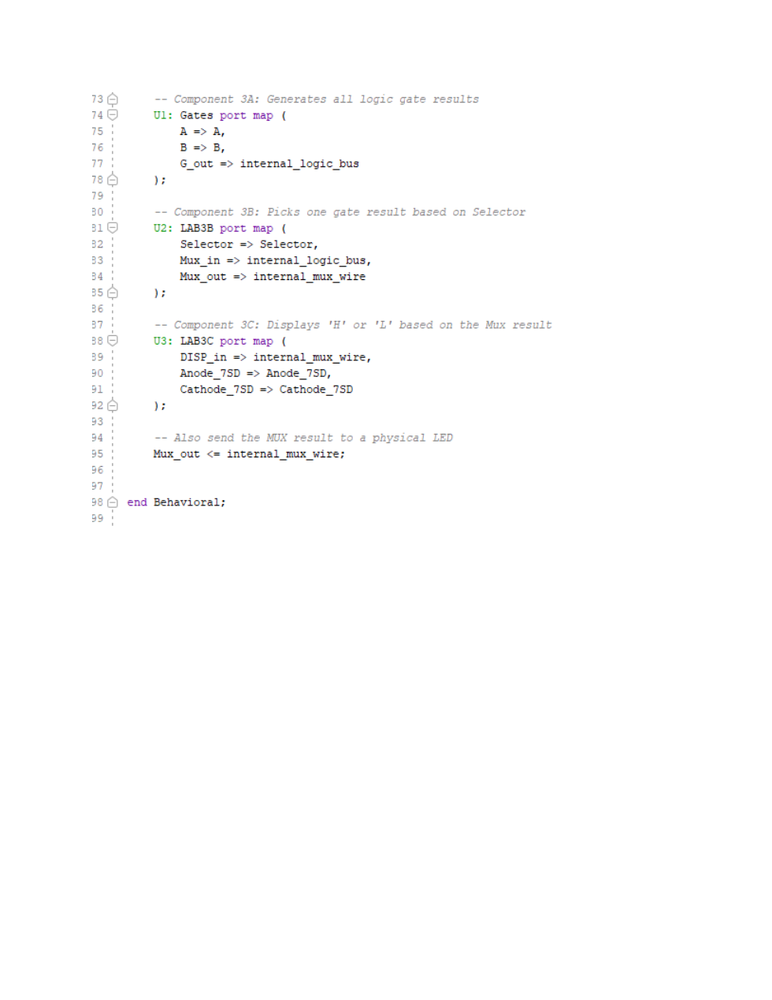 73 -- Component 3A: Generates all logic gate results
74 U1: Gates port map (
75 A => A,
76 B => B,
77 G_out => internal_logic_bus
78 );
79
80 -- Component 3B: Picks one gate result based on Selector
81 U2: LAB3B port map (
82 Selector => Selector,
83 Mux_in => internal_logic_bus,
84 Mux_out => internal_mux_wire
85 );
86
87 -- Component 3C: Displays 'H' or 'L' based on the Mux result
88 U3: LAB3C port map (
89 DISP_in => internal_mux_wire,
90 Anode_7SD => Anode_7SD,
91 Cathode_7SD => Cathode_7SD
92 );
93
94 -- Also send the MUX result to a physical LED
95 Mux_out <= internal_mux_wire;
96
97
98 end Behavioral;
99